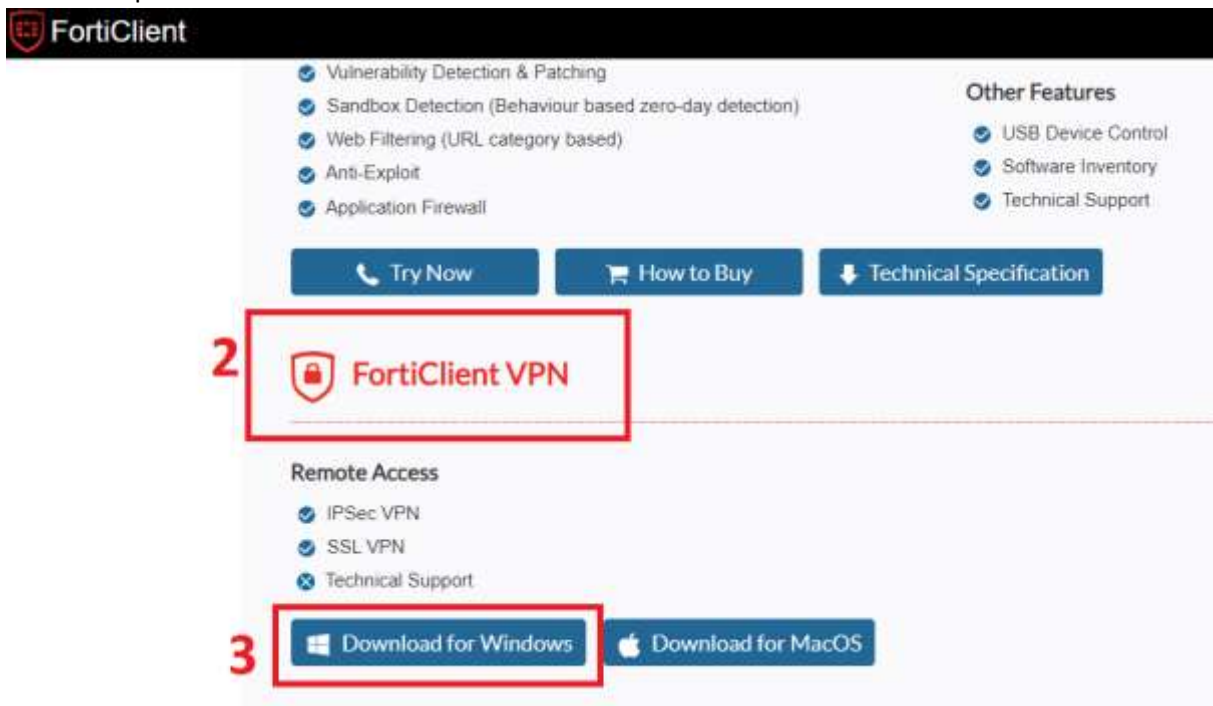 FortiClient
Vulnerability Detection & Patching
Sandbox Detection (Behaviour based zero-day detection)
Web Filtering (URL category based)
Anti-Exploit
Application Firewall
Other Features
USB Device Control
Software Inventory
Technical Support
Try Now
How to Buy
Technical Specification
2
FortiClient VPN
Remote Access
IPSec VPN
SSL VPN
Technical Support
3
Download for Windows
Download for MacOS